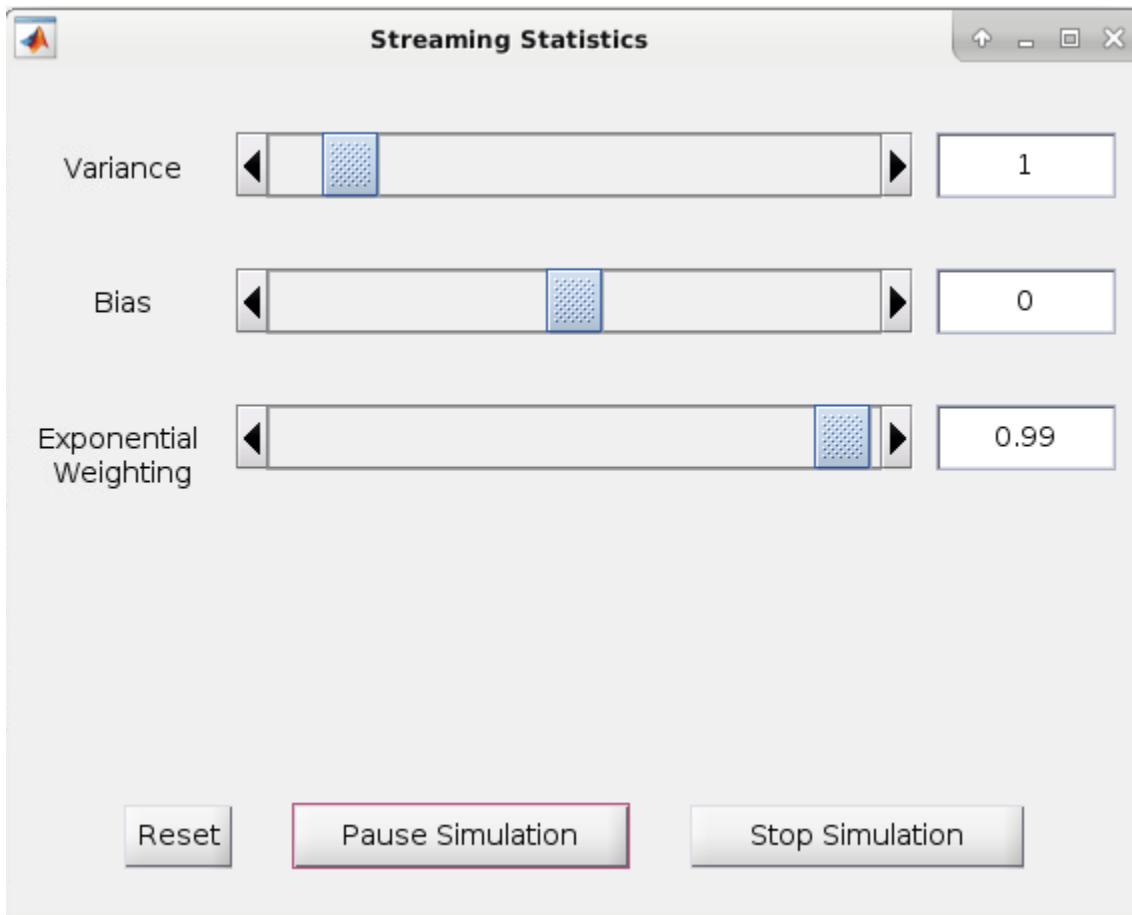 Streaming Statistics
Variance
1
Bias
0
Exponential
Weighting
0.99
Reset
Pause Simulation
Stop Simulation